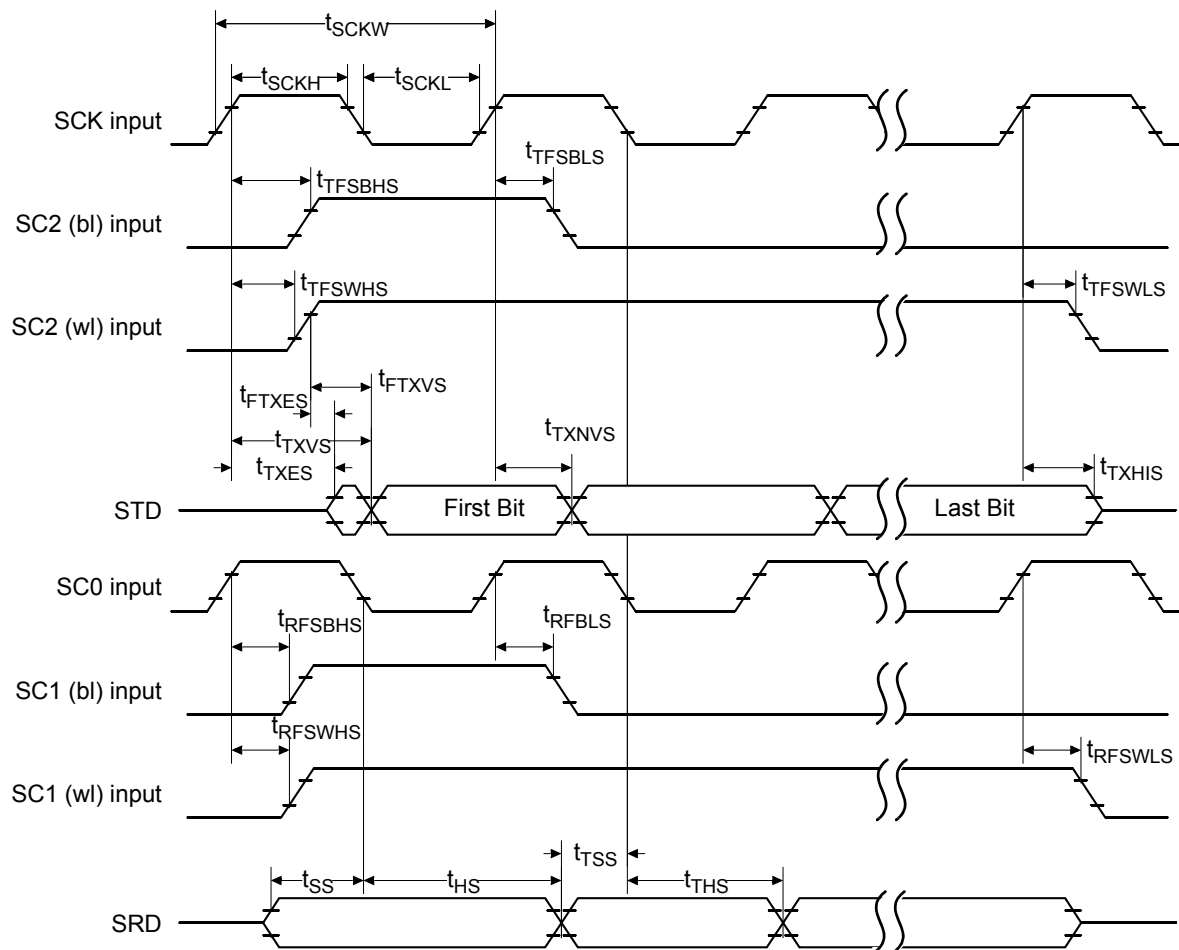 tSCKW
tSCKH
tSCKL
SCK input
tTFSBLS
tTFSBHS
SC2 (bl) input
tTFSWHS
tTFSWLS
SC2 (wl) input
tFTXVS
tFTXES
tTXNVS
tTXVS
tTXES
tTXHIS
STD
First Bit
Last Bit
SC0 input
tRFSBHS
tRFBLS
SC1 (bl) input
tRFSWHS
tRFSWLS
SC1 (wl) input
tTSS
tSS
tHS
tTHS
SRD